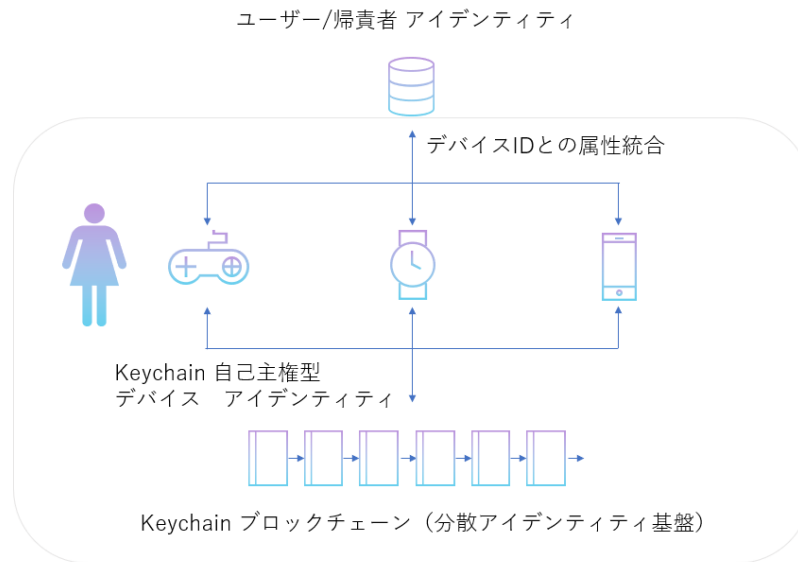 ユーザー/帰責者 アイデンティティ
デバイスIDとの属性統合
Keychain 自己主権型
デバイス　アイデンティティ
Keychain ブロックチェーン（分散アイデンティティ基盤）